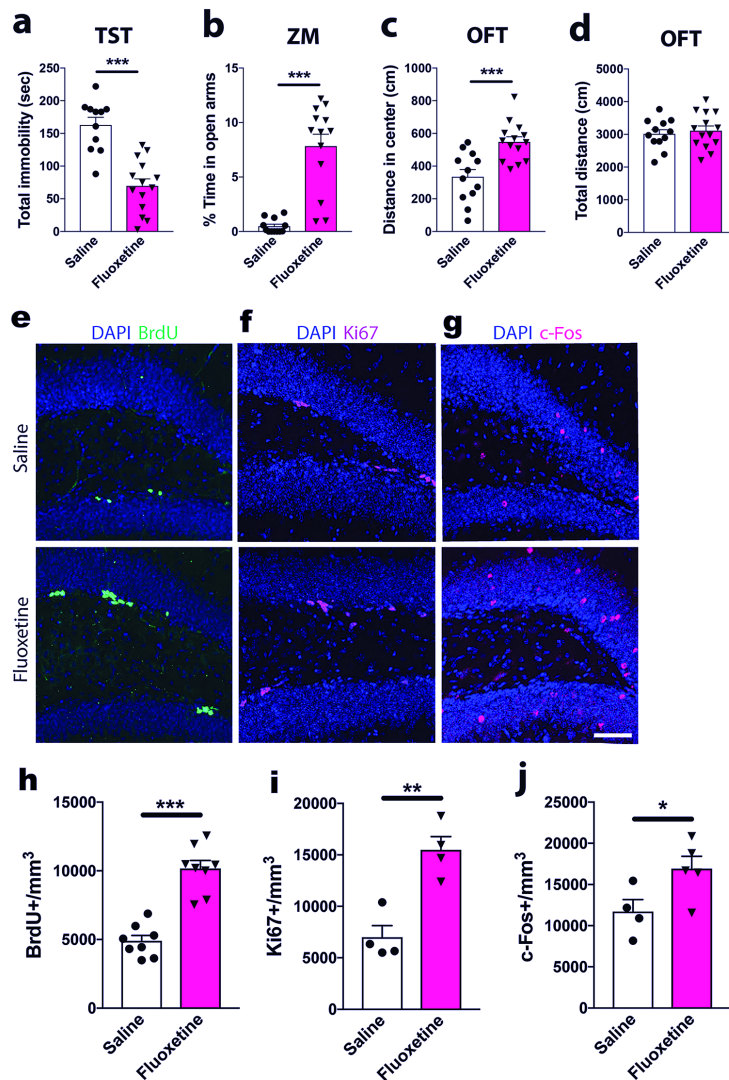 a
TST
***
Total immobility (sec)
250
200
150
100
50
0
Saline
Fluoxetine
b
ZM
***
% Time in open arms
15
10
5
0
Saline
Fluoxetine
c
OFT
***
Distance in center (cm)
1000
800
600
400
200
0
Saline
Fluoxetine
d
OFT
Total distance (cm)
5000
4000
3000
2000
1000
0
Saline
Fluoxetine
e
DAPI BrdU
f
DAPI Ki67
g
DAPI c-Fos
Saline
Fluoxetine
h
***
BrdU+/mm³
15000
10000
5000
0
Saline
Fluoxetine
i
**
Ki67+/mm³
20000
15000
10000
5000
0
Saline
Fluoxetine
j
*
c-Fos+/mm³
25000
20000
15000
10000
5000
0
Saline
Fluoxetine